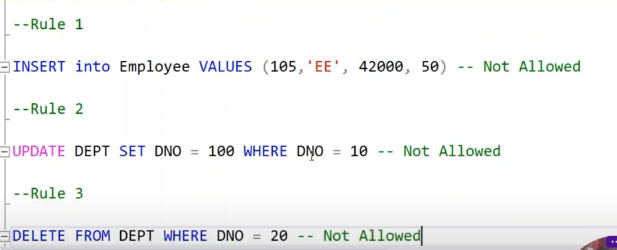 --Rule 1
INSERT into Employee VALUES (105,'EE', 42000, 50) -- Not Allowed
--Rule 2
UPDATE DEPT SET DNO = 100 WHERE DNO = 10 -- Not Allowed
--Rule 3
DELETE FROM DEPT WHERE DNO = 20 -- Not Allowed